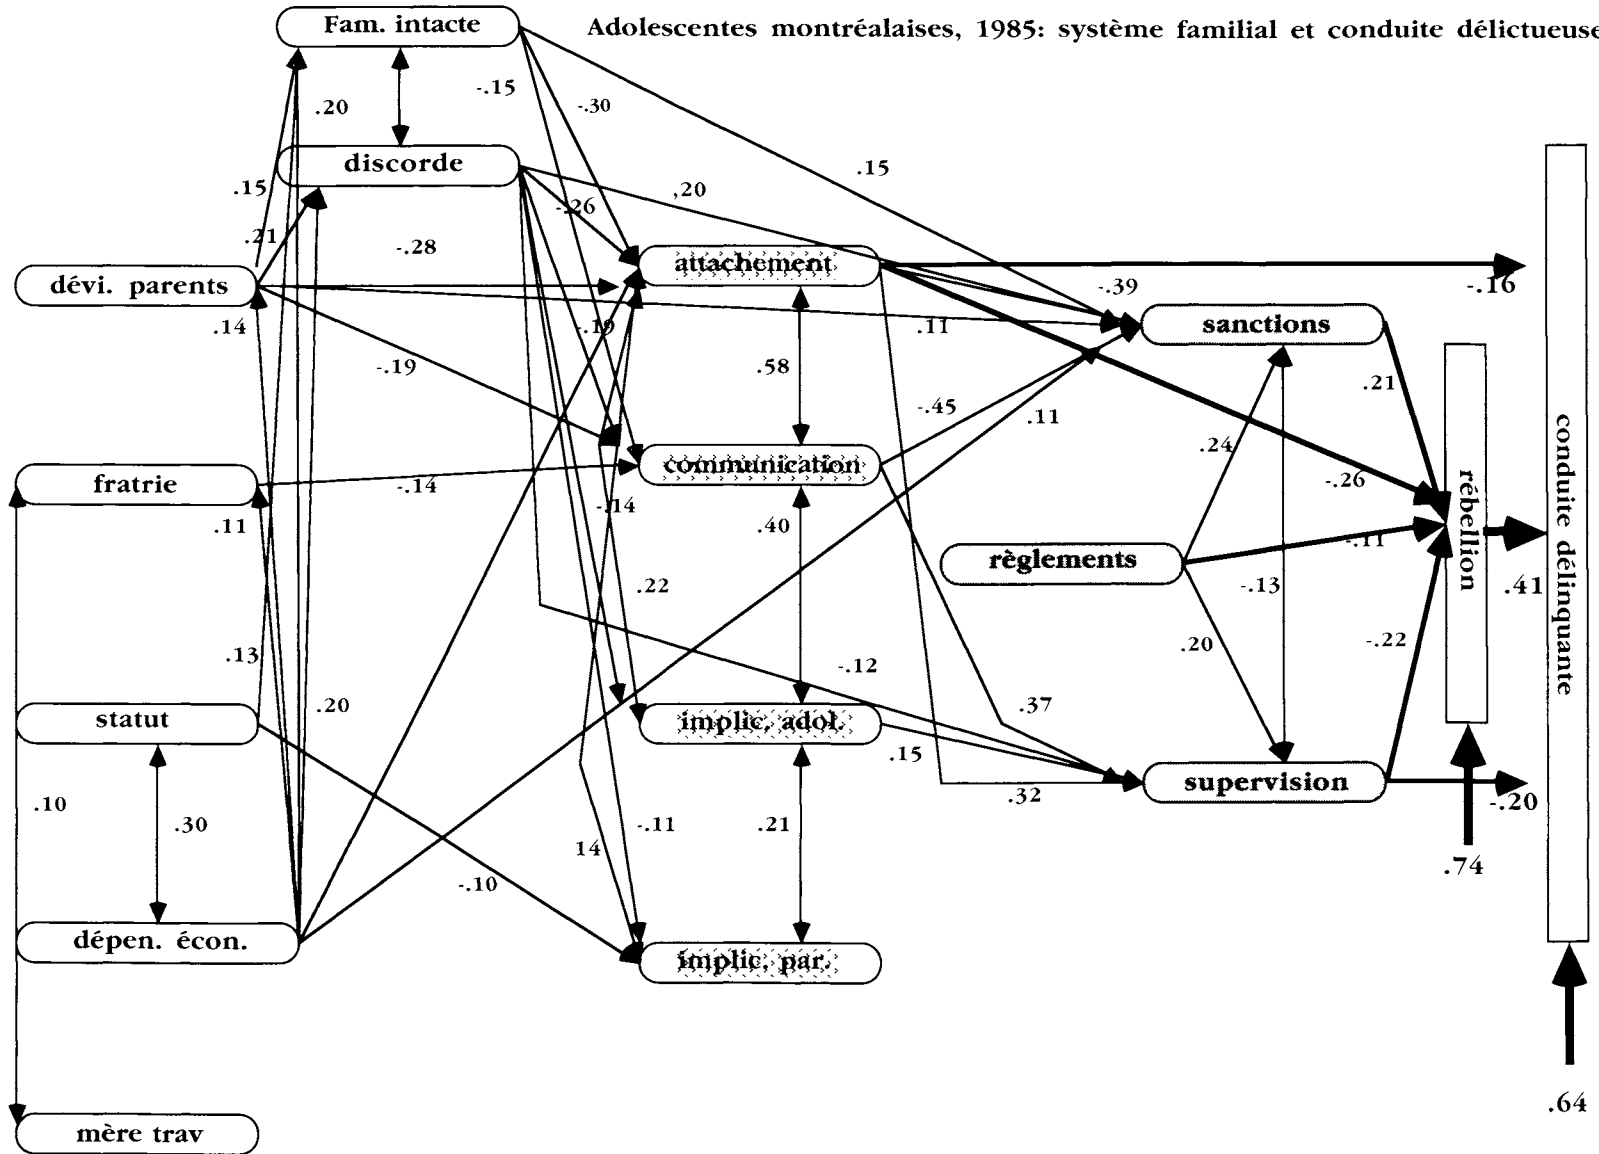 Fam. intacte
Adolescentes montréalaises, 1985: système familial et conduite délictueuse
-.15
.20
-.30
discorde
.15
.15
,20
-.26
.21
-.28
attachement
dévi. parents
-.39
-.16
.14
-.19
.11
sanctions
-.19
.58
.21
-.45
.11
.24
communication
fratrie
-.14
-.26
rébellion
conduite délinquante
.11
-.14
.40
-.11
règlements
.22
-.13
.41
.20
-.22
.13
-.12
.20
.37
statut
implic. adol.
.15
supervision
.32
-.20
.10
.30
-.11
.21
14
.74
-.10
dépen. écon.
implic. par.
.64
mère trav